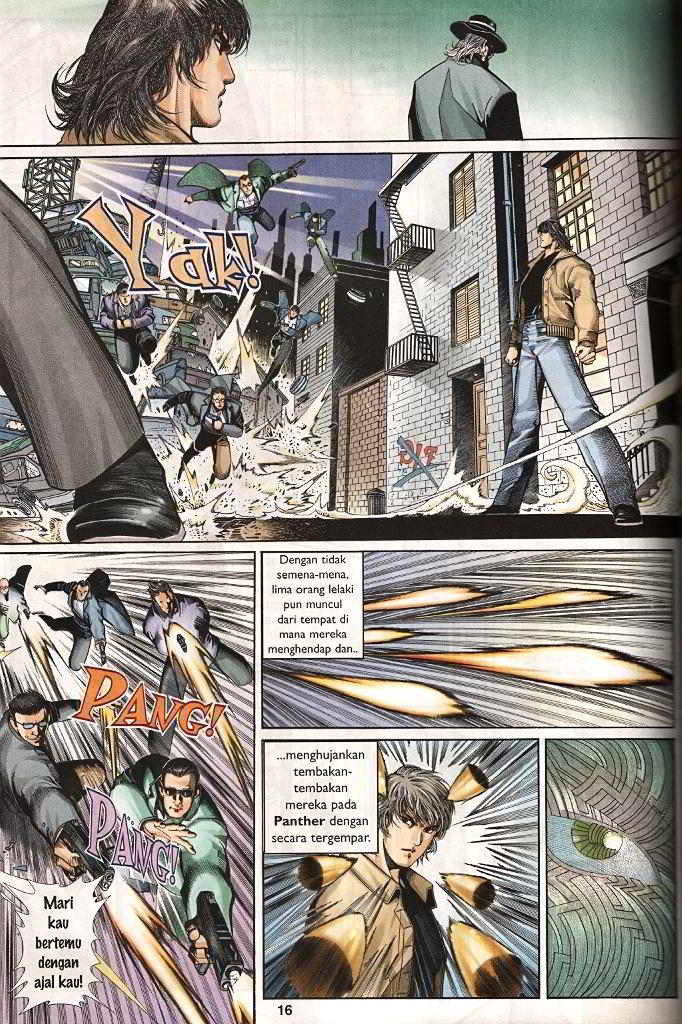 Yak!
PANG!
PANG!
Mari
kau
bertemu
dengan
ajal kau!
Dengan tidak
semena-mena,
lima orang lelaki
pun muncul
dari tempat di
mana mereka
menghendap dan..
...menghujankan
tembakan-
tembakan
mereka pada
Panther dengan
secara tergempar.
16